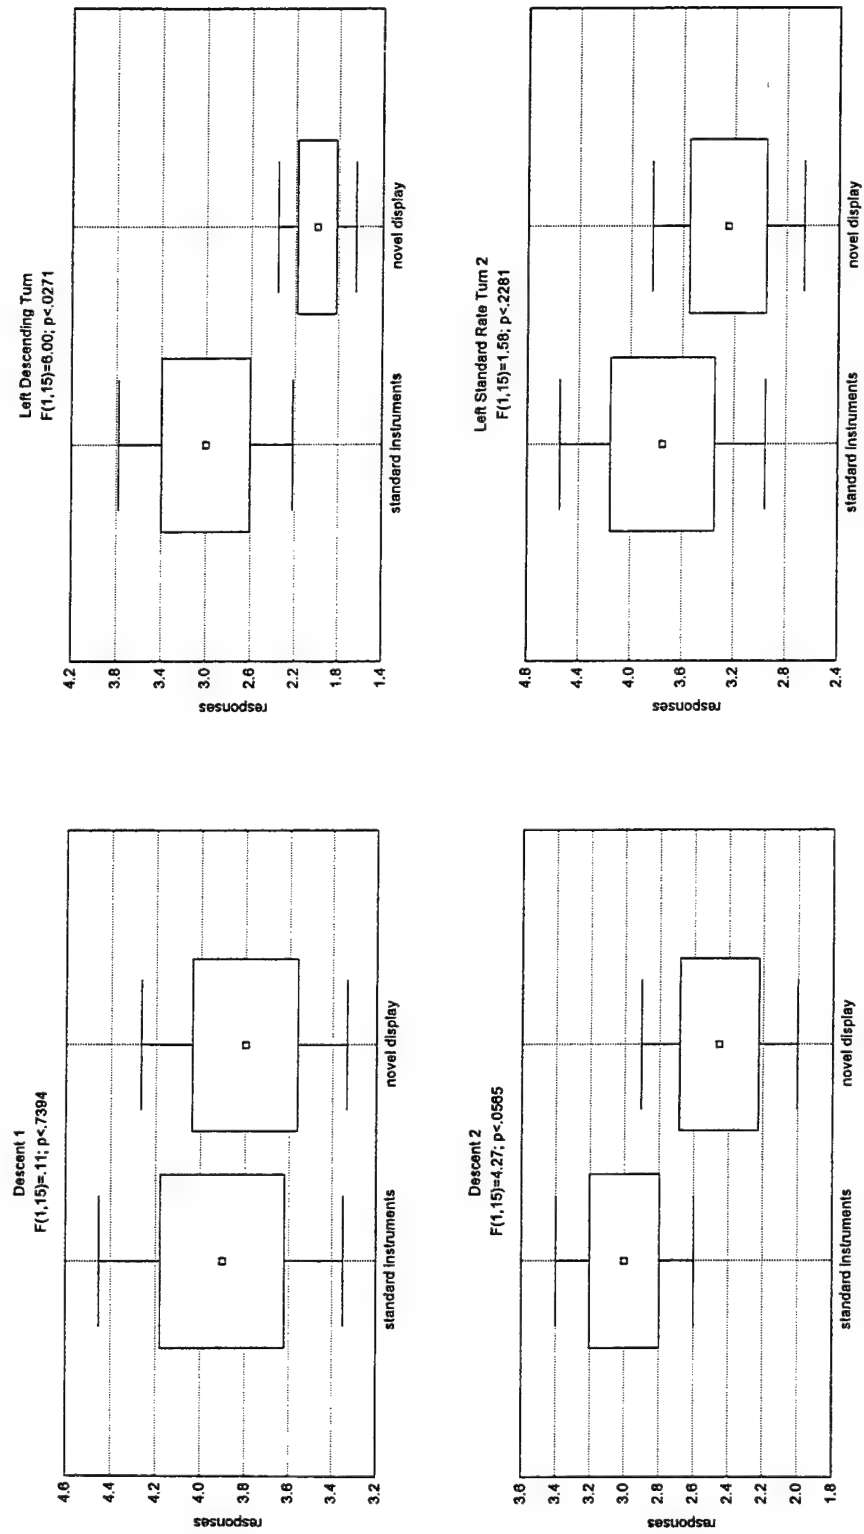 Descent 1
F(1,15)=.11; p<.7394
4.6
4.4
4.2
4.0
3.8
3.6
3.4
3.2
responses
standard instruments
novel display
Left Descending Turn
F(1,15)=6.00; p<.0271
4.2
3.8
3.4
3.0
2.6
2.2
1.8
1.4
responses
standard instruments
novel display
Descent 2
F(1,15)=4.27; p<.0565
3.6
3.4
3.2
3.0
2.8
2.6
2.4
2.2
2.0
1.8
responses
standard instruments
novel display
Left Standard Rate Turn 2
F(1,15)=1.58; p<.2281
4.8
4.4
4.0
3.6
3.2
2.8
2.4
responses
standard instruments
novel display